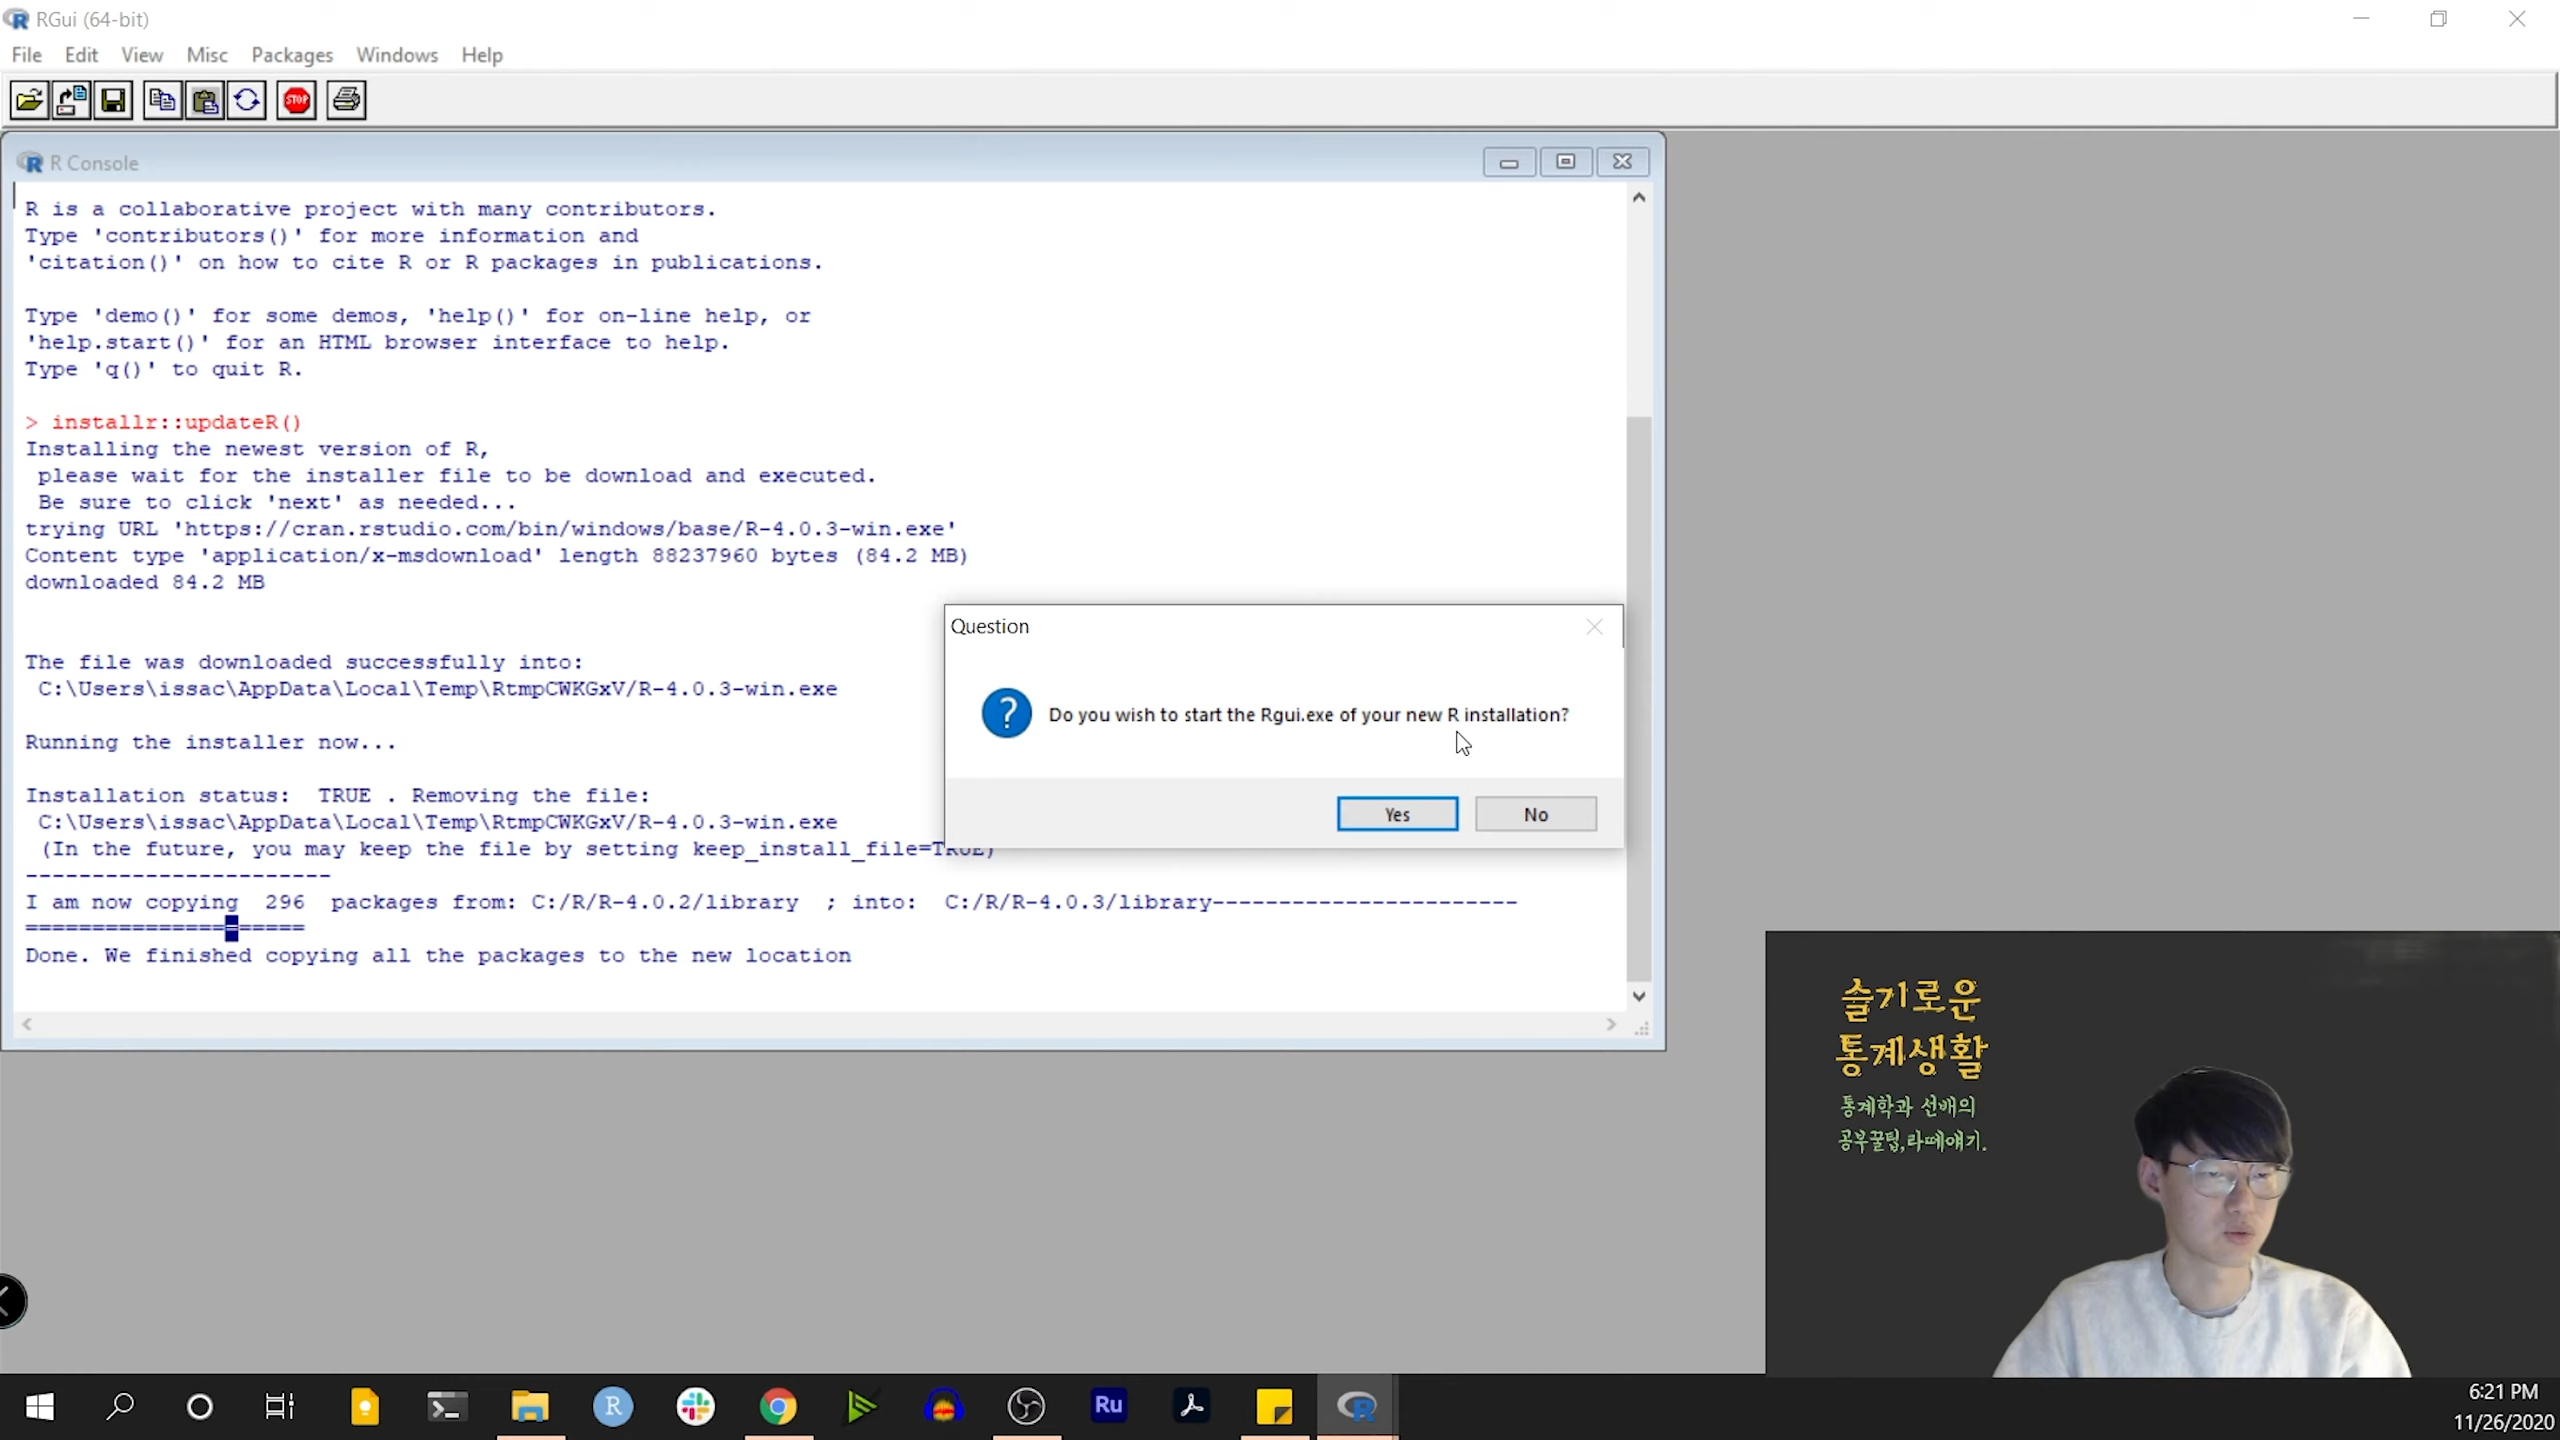 RGui (64-bit)
File Edit View Misc Packages Windows Help
STOP
R Console
R is a collaborative project with many contributors.
Type 'contributors()' for more information and
'citation()' on how to cite R or R packages in publications.
Type 'demo()' for some demos, 'help()' for on-line help, or
'help.start()' for an HTML browser interface to help.
Type 'q()' to quit R.
> installr::updateR()
Installing the newest version of R,
please wait for the installer file to be download and executed.
Be sure to click 'next' as needed...
trying URL 'https://cran.rstudio.com/bin/windows/base/R-4.0.3-win.exe'
Content type 'application/x-msdownload' length 88237960 bytes (84.2 MB)
downloaded 84.2 MB
The file was downloaded successfully into:
C:\Users\issac\AppData\Local\Temp\RtmpCWKGxV/R-4.0.3-win.exe
Running the installer now...
Installation status: TRUE . Removing the file:
C:\Users\issac\AppData\Local\Temp\RtmpCWKGxV/R-4.0.3-win.exe
(In the future, you may keep the file by setting keep_install_file=TRUE)
-----------------------
I am now copying 296 packages from: C:/R/R-4.0.2/library ; into: C:/R/R-4.0.3/library-----------------------
=====================
Done. We finished copying all the packages to the new location
Question
Do you wish to start the Rgui.exe of your new R installation?
Yes No
슬기로운
통계생활
통계학과 선배의
공부꿀팁,라떼얘기.
R
Ru
R
6:21 PM
11/26/2020